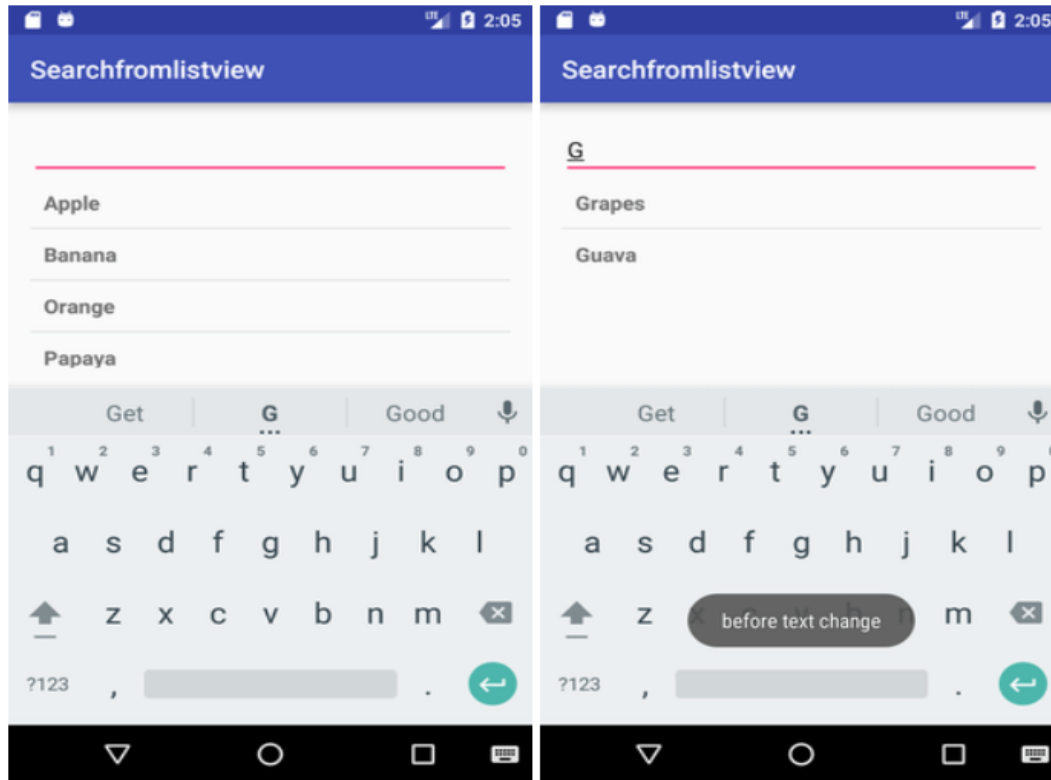 LTE 2:05
Searchfromlistview
Apple
Banana
Orange
Papaya
Get G Good
1 2 3 4 5 6 7 8 9 0
q w e r t y u i o p
a s d f g h j k l
z x c v b n m
?123 , .
LTE 2:05
Searchfromlistview
G
Grapes
Guava
Get G Good
1 2 3 4 5 6 7 8 9
q w e r t y u i o p
a s d f g h j k l
z x v n m
before text change
?123 , .